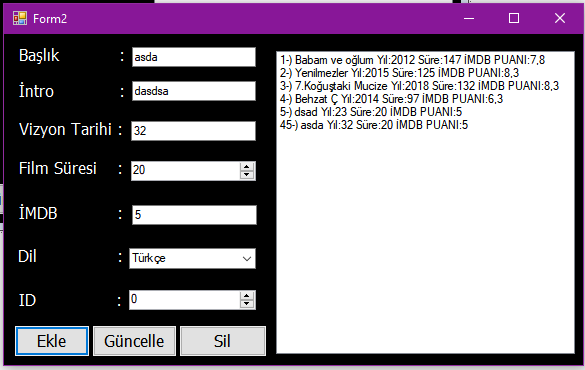 Form2
Başlık : asda
İntro : dasdsa
Vizyon Tarihi : 32
Film Süresi : 20
İMDB : 5
Dil : Türkçe
ID : 0
Ekle Güncelle Sil
1-) Babam ve oğlum Yıl:2012 Süre:147 İMDB PUANI:7,8
2-) Yenilmezler Yıl:2015 Süre:125 İMDB PUANI:8,3
3-) 7.Koğuştaki Mucize Yıl:2018 Süre:132 İMDB PUANI:8,3
4-) Behzat Ç Yıl:2014 Süre:97 İMDB PUANI:6,3
5-) dsad Yıl:23 Süre:20 İMDB PUANI:5
45-) asda Yıl:32 Süre:20 İMDB PUANI:5